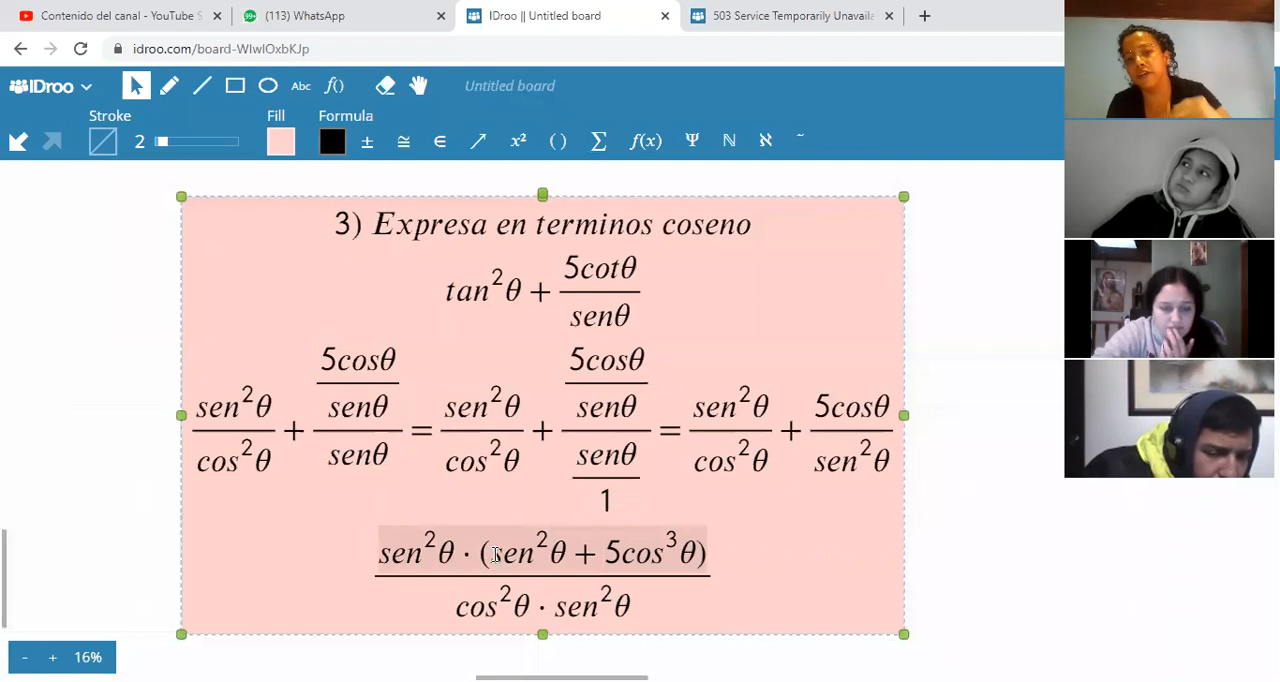 Contenido del canal - YouTube S
(113) WhatsApp
IDroo || Untitled board
503 Service Temporarily Unavaila
idroo.com/board-WIwIOxbKJp
IDroo
Abc
f()
Untitled board
Stroke
Fill
Formula
2
± ≅ ∈ x² ( ) ∑ f(x) Ψ ℕ ℵ ~
3) Expresa en terminos coseno
tan²θ + 5cotθ/senθ
sen²θ/cos²θ + (5cosθ/senθ)/senθ = sen²θ/cos²θ + (5cosθ/senθ)/(senθ/1) = sen²θ/cos²θ + 5cosθ/sen²θ
sen²θ · (sen²θ + 5cos³θ)
cos²θ · sen²θ
- + 16%